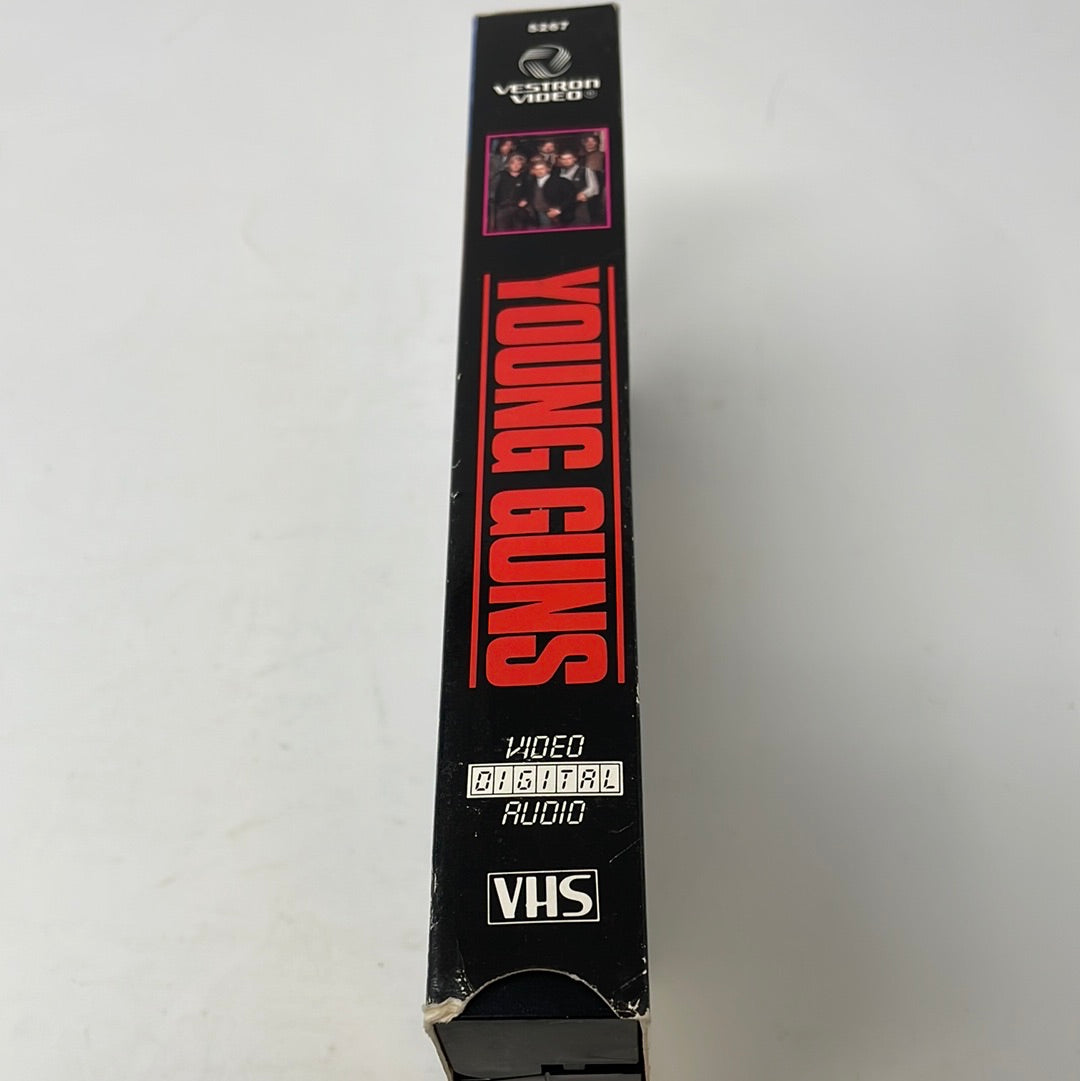 5267
VESTRON
VIDEO®
YOUNG GUNS
VIDEO
DIGITAL
AUDIO
VHS